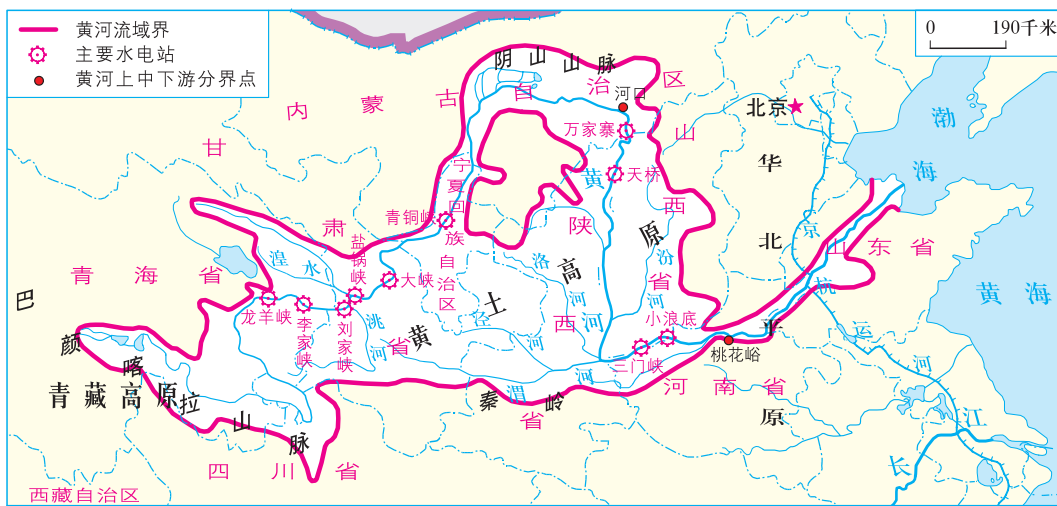 黄河流域界
主要水电站
黄河上中下游分界点
0 190千米
阴山山脉
内蒙古自治区
河口
北京
渤海
万家寨
甘肃省
山西省
天桥
黄河
华北平原
宁夏回族自治区
青铜峡
陕西省
黄土高原
汾河
洛河
京杭运河
山东省
盐锅峡
湟水
大峡
青海省
黄海
龙羊峡
李家峡
刘家峡
洮河
泾河
小浪底
三门峡
桃花峪
巴颜喀拉山脉
青藏高原
渭河
秦岭
河南省
四川省
长江
西藏自治区